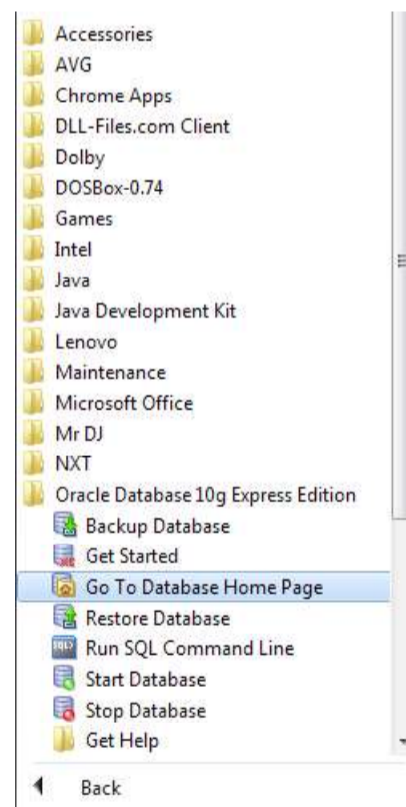 Accessories
AVG
Chrome Apps
DLL-Files.com Client
Dolby
DOSBox-0.74
Games
Intel
Java
Java Development Kit
Lenovo
Maintenance
Microsoft Office
Mr DJ
NXT
Oracle Database 10g Express Edition
Backup Database
Get Started
Go To Database Home Page
Restore Database
Run SQL Command Line
Start Database
Stop Database
Get Help
Back